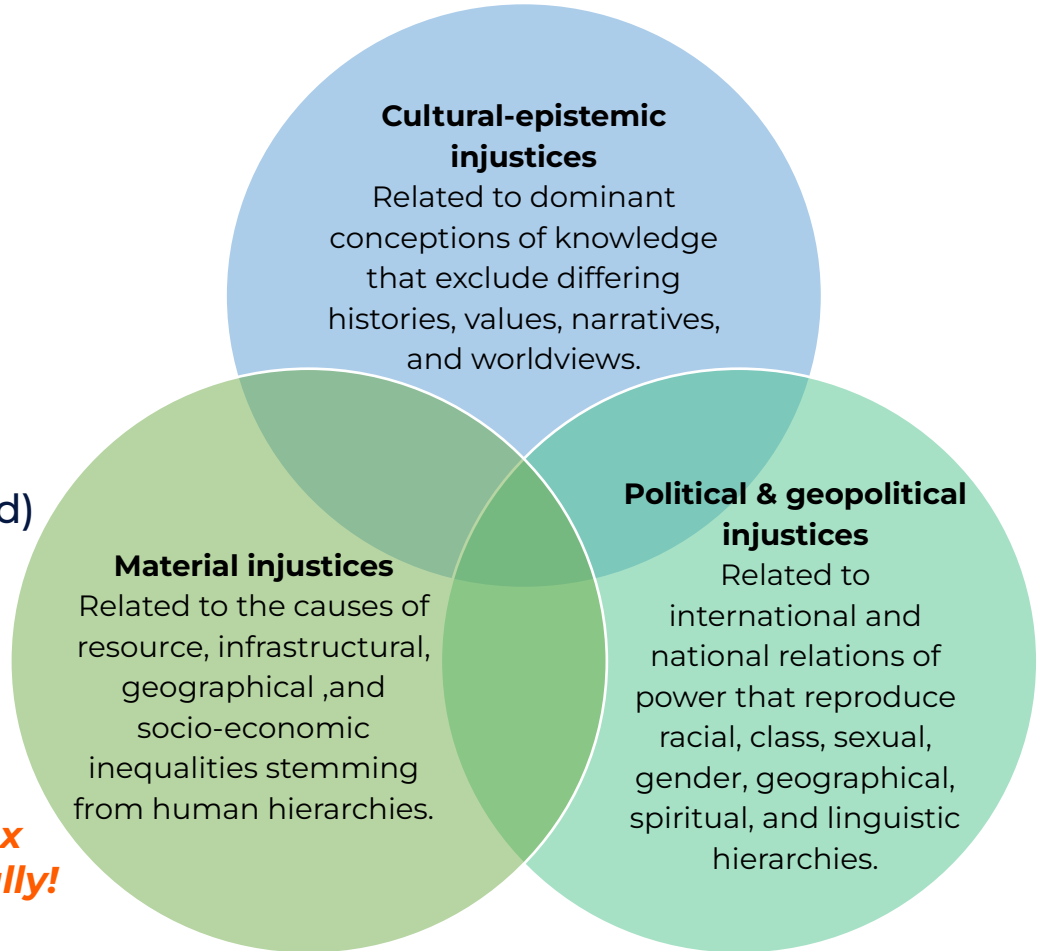 Cultural-epistemic
injustices
Related to dominant
conceptions of knowledge
that exclude differing
histories, values, narratives,
and worldviews.
d)
Material injustices
Related to the causes of
resource, infrastructural,
geographical ,and
socio-economic
inequalities stemming
from human hierarchies.
Political & geopolitical
injustices
Related to
international and
national relations of
power that reproduce
racial, class, sexual,
gender, geographical,
spiritual, and linguistic
hierarchies.
x
lly!